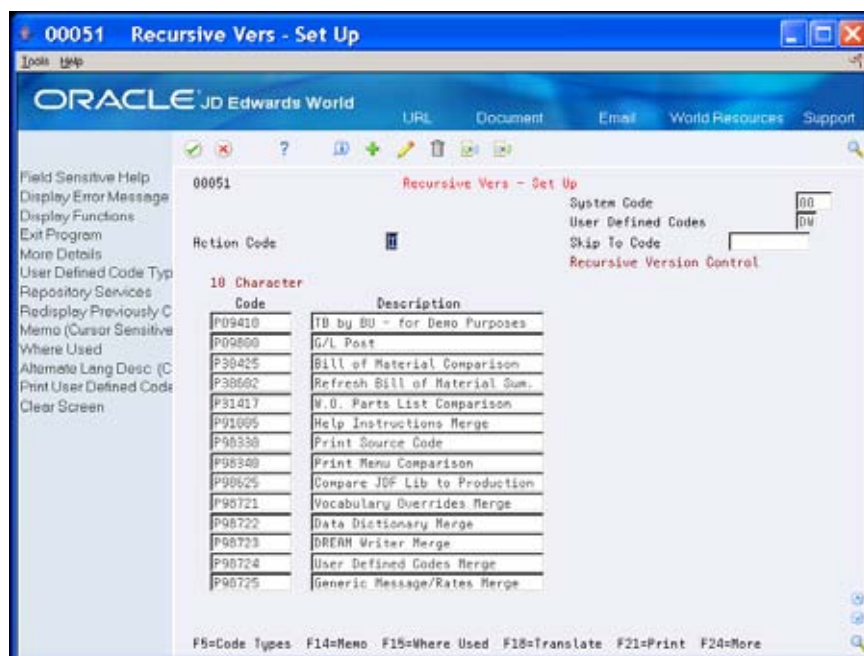 00051 Recursive Vers - Set Up
Tools Help
ORACLE JD Edwards World
URL Document Email World Resources Support
Field Sensitive Help
Display Error Message
Display Functions
Exit Program
More Details
User Defined Code Typ
Repository Services
Redisplay Previously C
Memo (Cursor Sensitive
Where Used
Alternate Lang Desc (C
Print User Defined Code
Clear Screen
00051 Recursive Vers - Set Up
System Code 00
User Defined Codes DW
Action Code I Skip To Code
Recursive Version Control
10 Character
Code Description
P09410 TB by BU - for Demo Purposes
P09800 G/L Post
P30425 Bill of Material Comparison
Refresh Bill of Material Sum.
P31417 W.O. Parts List Comparison
Help Instructions Merge
P98330 Print Source Code
P98340 Print Menu Comparison
P98625 Compare JDF Lib to Production
P98721 Vocabulary Overrides Merge
P98722 Data Dictionary Merge
P98723 DREAM Writer Merge
P98724 User Defined Codes Merge
P98725 Generic Message/Rates Merge
F5=Code Types F14=Memo F15=Where Used F18=Translate F21=Print F24=More